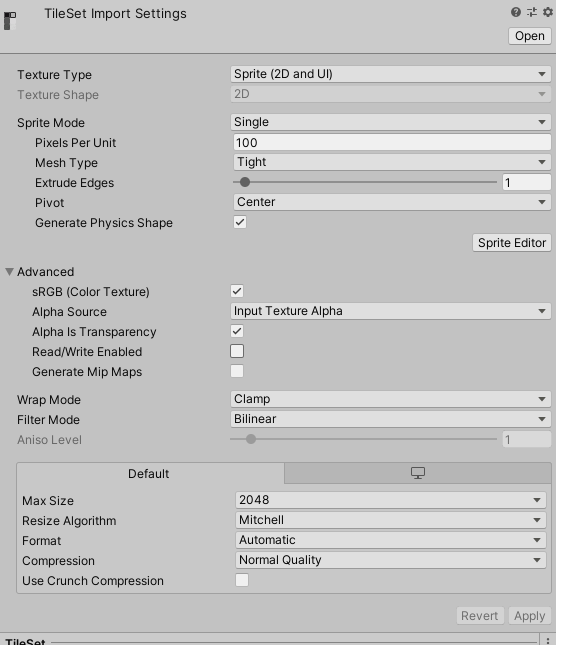 TileSet Import Settings
Open
Texture Type Sprite (2D and UI)
Texture Shape 2D
Sprite Mode Single
Pixels Per Unit 100
Mesh Type Tight
Extrude Edges 1
Pivot Center
Generate Physics Shape
Sprite Editor
Advanced
sRGB (Color Texture)
Alpha Source Input Texture Alpha
Alpha Is Transparency
Read/Write Enabled
Generate Mip Maps
Wrap Mode Clamp
Filter Mode Bilinear
Aniso Level 1
Default
Max Size 2048
Resize Algorithm Mitchell
Format Automatic
Compression Normal Quality
Use Crunch Compression
Revert Apply
TileSet